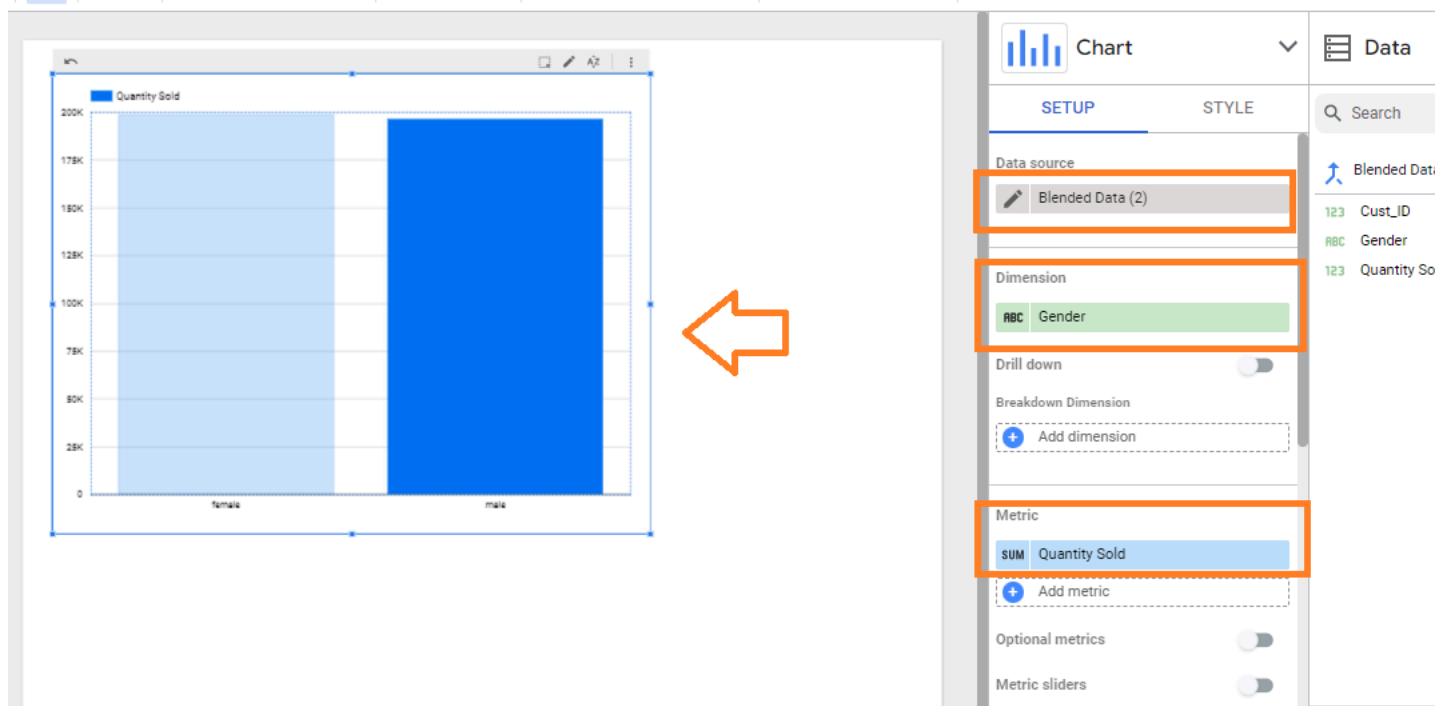 Quantity Sold
200K
175K
150K
125K
100K
75K
50K
25K
0
female
male
Chart
SETUP
STYLE
Data source
Blended Data (2)
Dimension
ABC Gender
Drill down
Breakdown Dimension
Add dimension
Metric
SUM Quantity Sold
Add metric
Optional metrics
Metric sliders
Data
Search
Blended Data
123 Cust_ID
ABC Gender
123 Quantity So